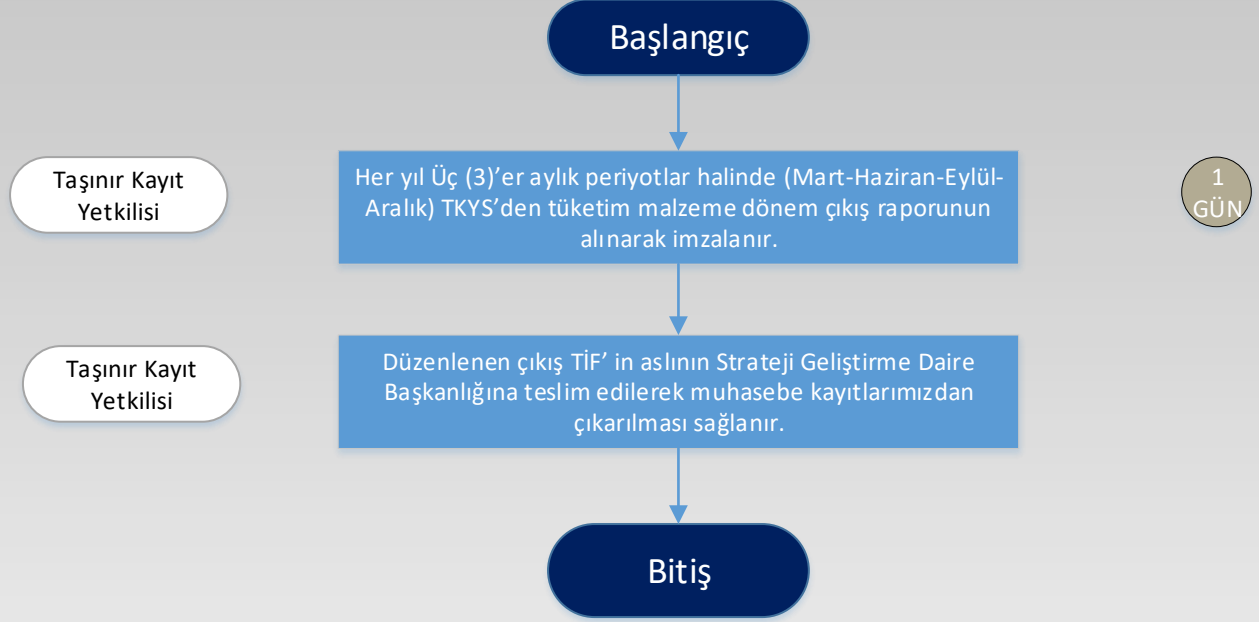 Başlangıç
Taşınır Kayıt
Yetkilisi
Her yıl Üç (3)’er aylık periyotlar halinde (Mart-Haziran-Eylül-
Aralık) TKYS’den tüketim malzeme dönem çıkış raporunun
alınarak imzalanır.
1
GÜN
Taşınır Kayıt
Yetkilisi
Düzenlenen çıkış TİF’ in aslının Strateji Geliştirme Daire
Başkanlığına teslim edilerek muhasebe kayıtlarımızdan
çıkarılması sağlanır.
Bitiş